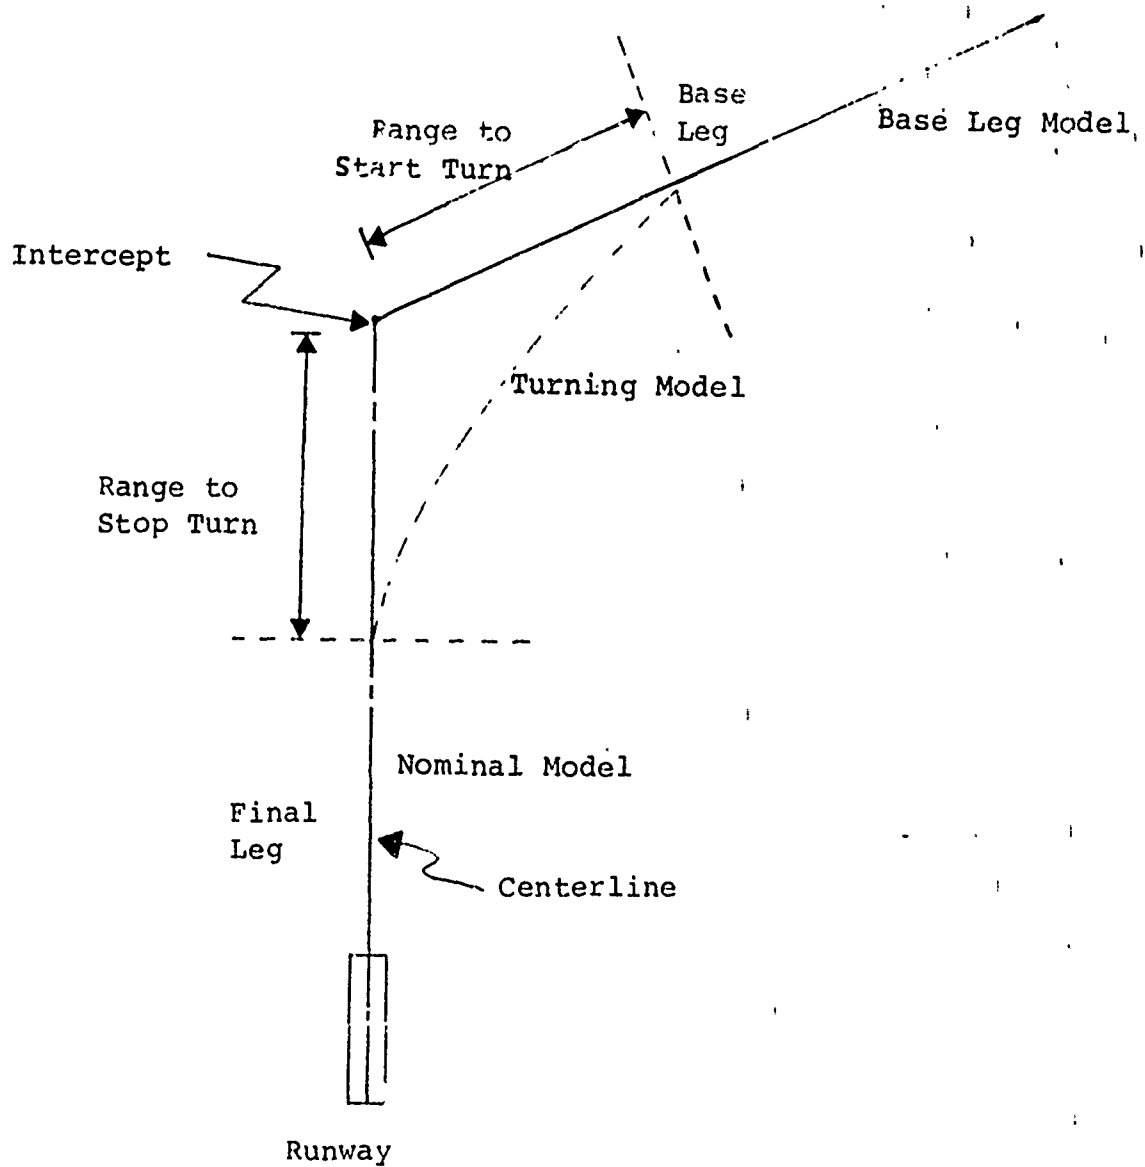 Base
Leg
Range to
Start Turn
Base Leg Model
Intercept
Turning Model
Range to
Stop Turn
Nominal Model
Final
Leg
Centerline
Runway